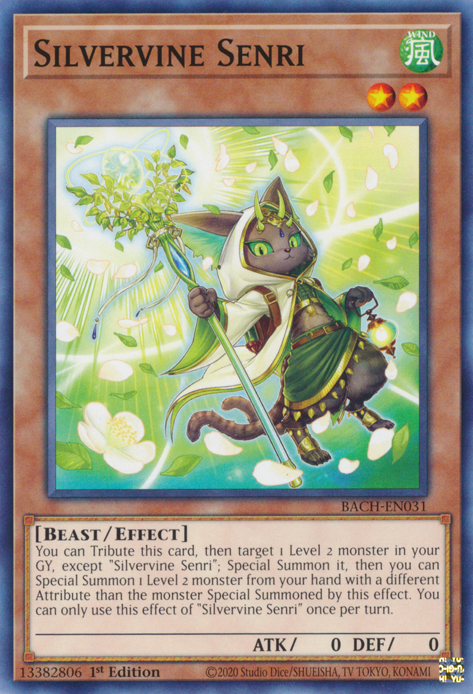 SILVERVINE SENRI
WIND
風
BACH-EN031
[BEAST/EFFECT]
You can Tribute this card, then target 1 Level 2 monster in your
GY, except "Silvervine Senri"; Special Summon it, then you can
Special Summon 1 Level 2 monster from your hand with a different
Attribute than the monster Special Summoned by this effect. You
can only use this effect of "Silvervine Senri" once per turn.
ATK/ 0 DEF/ 0
13382806 1st Edition ©2020 Studio Dice/SHUEISHA, TV TOKYO, KONAMI